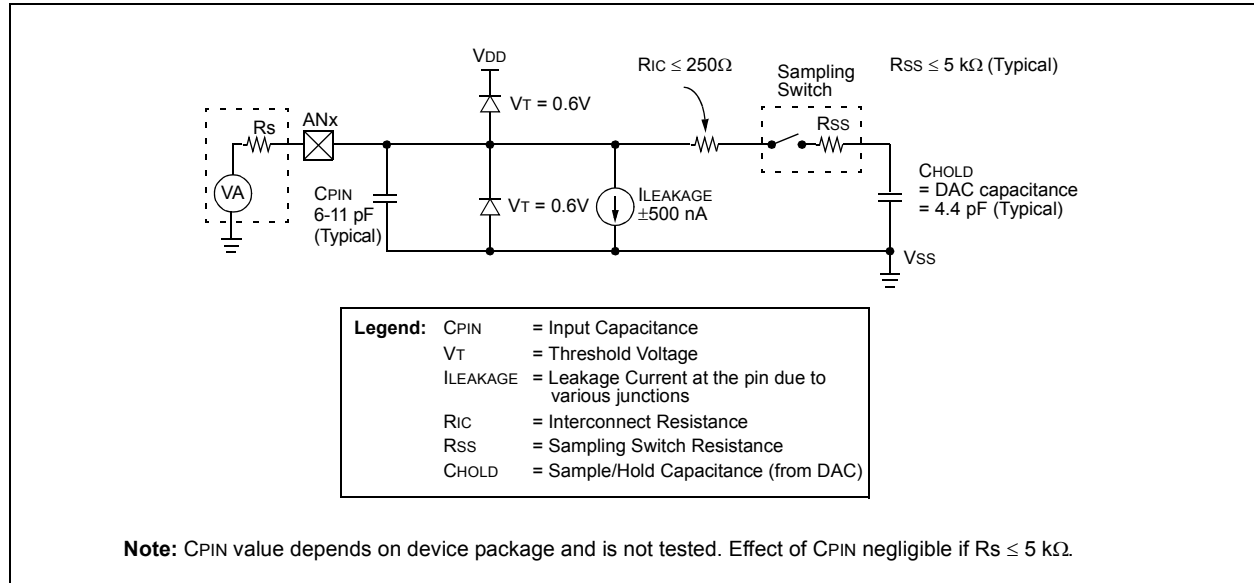 VDD
RIC ≤ 250Ω
Sampling
Switch
RSS ≤ 5 kΩ (Typical)
VT = 0.6V
Rs
ANx
RSS
VA
CPIN
6-11 pF
(Typical)
VT = 0.6V
ILEAKAGE
±500 nA
CHOLD
= DAC capacitance
= 4.4 pF (Typical)
VSS
Legend: CPIN = Input Capacitance
VT = Threshold Voltage
ILEAKAGE = Leakage Current at the pin due to
various junctions
RIC = Interconnect Resistance
RSS = Sampling Switch Resistance
CHOLD = Sample/Hold Capacitance (from DAC)
Note: CPIN value depends on device package and is not tested. Effect of CPIN negligible if Rs ≤ 5 kΩ.